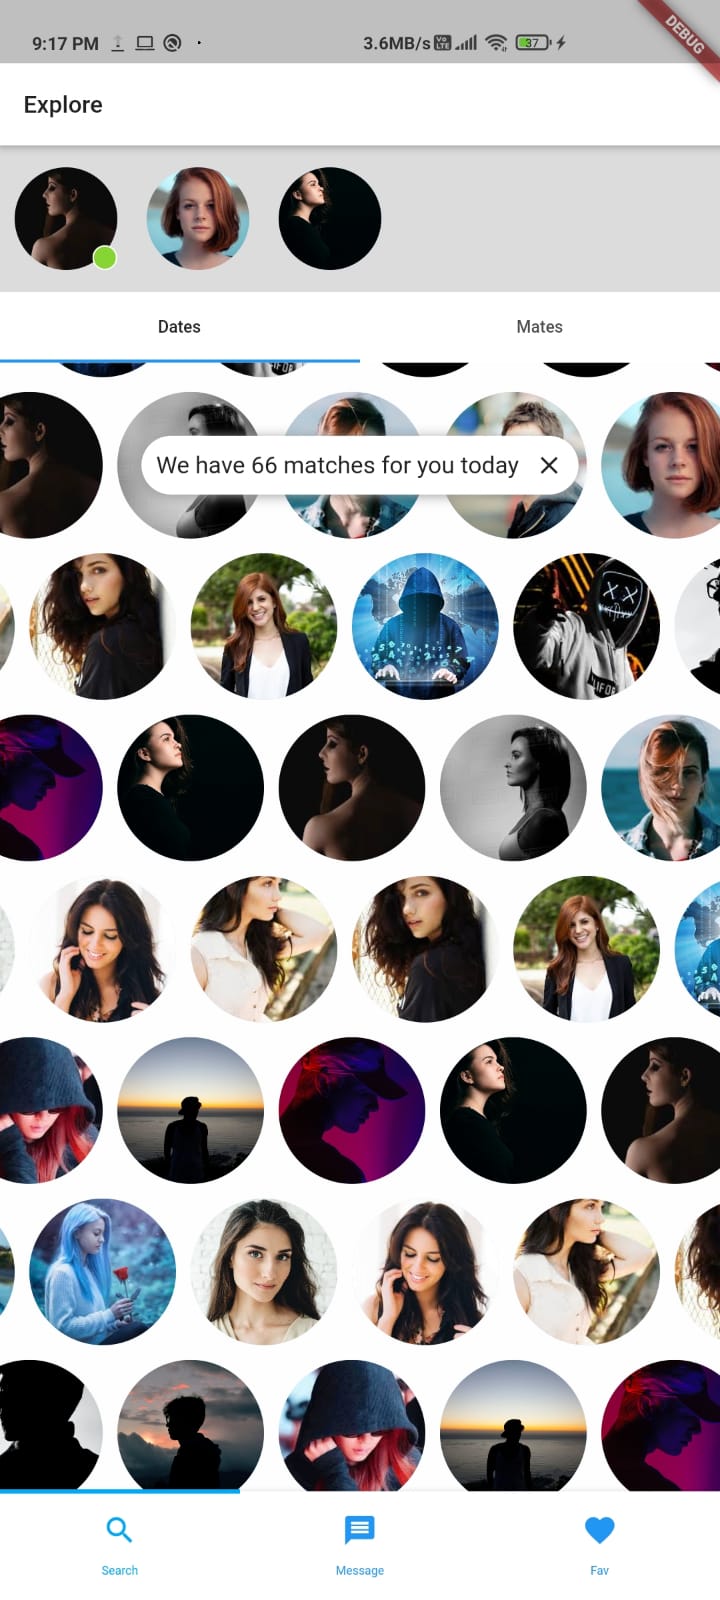 9:17 PM
3.6MB/s
37
DEBUG
Explore
Dates
Mates
We have 66 matches for you today
Search
Message
Fav